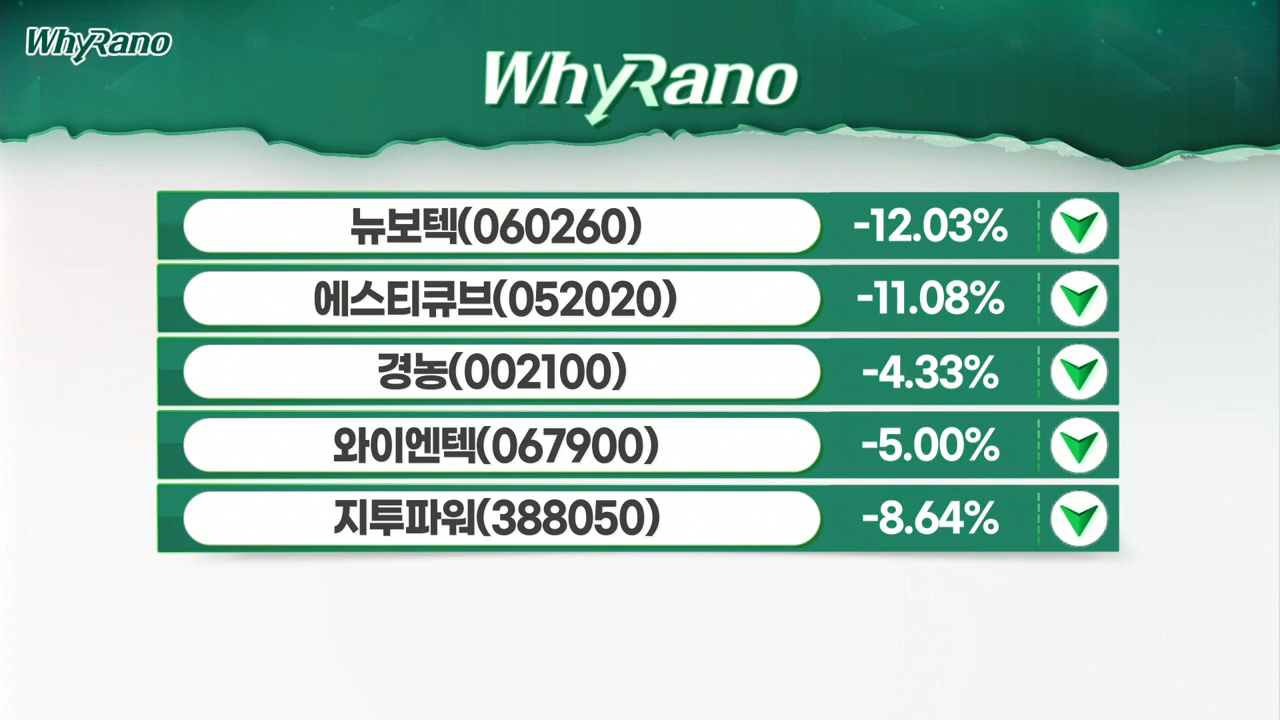 WhyRano
WhyRano
뉴보텍(060260) -12.03%
에스티큐브(052020) -11.08%
경농(002100) -4.33%
와이엔텍(067900) -5.00%
지투파워(388050) -8.64%